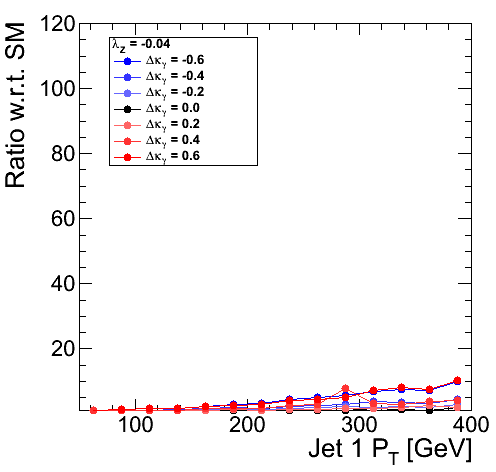 Ratio w.r.t. SM
120
100
80
60
40
20
λZ = -0.04
Δκγ = -0.6
Δκγ = -0.4
Δκγ = -0.2
Δκγ = 0.0
Δκγ = 0.2
Δκγ = 0.4
Δκγ = 0.6
100 200 300 400
Jet 1 PT [GeV]